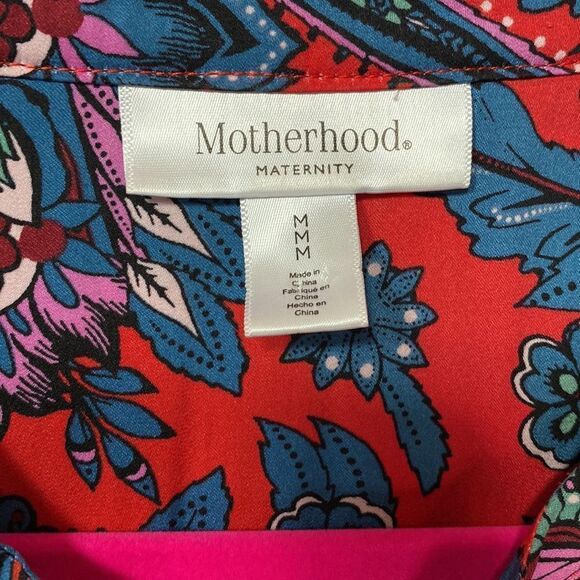 Motherhood®
MATERNITY
M
M
M
Made in
China
Fabriqué en
Chine
Hecho en
China